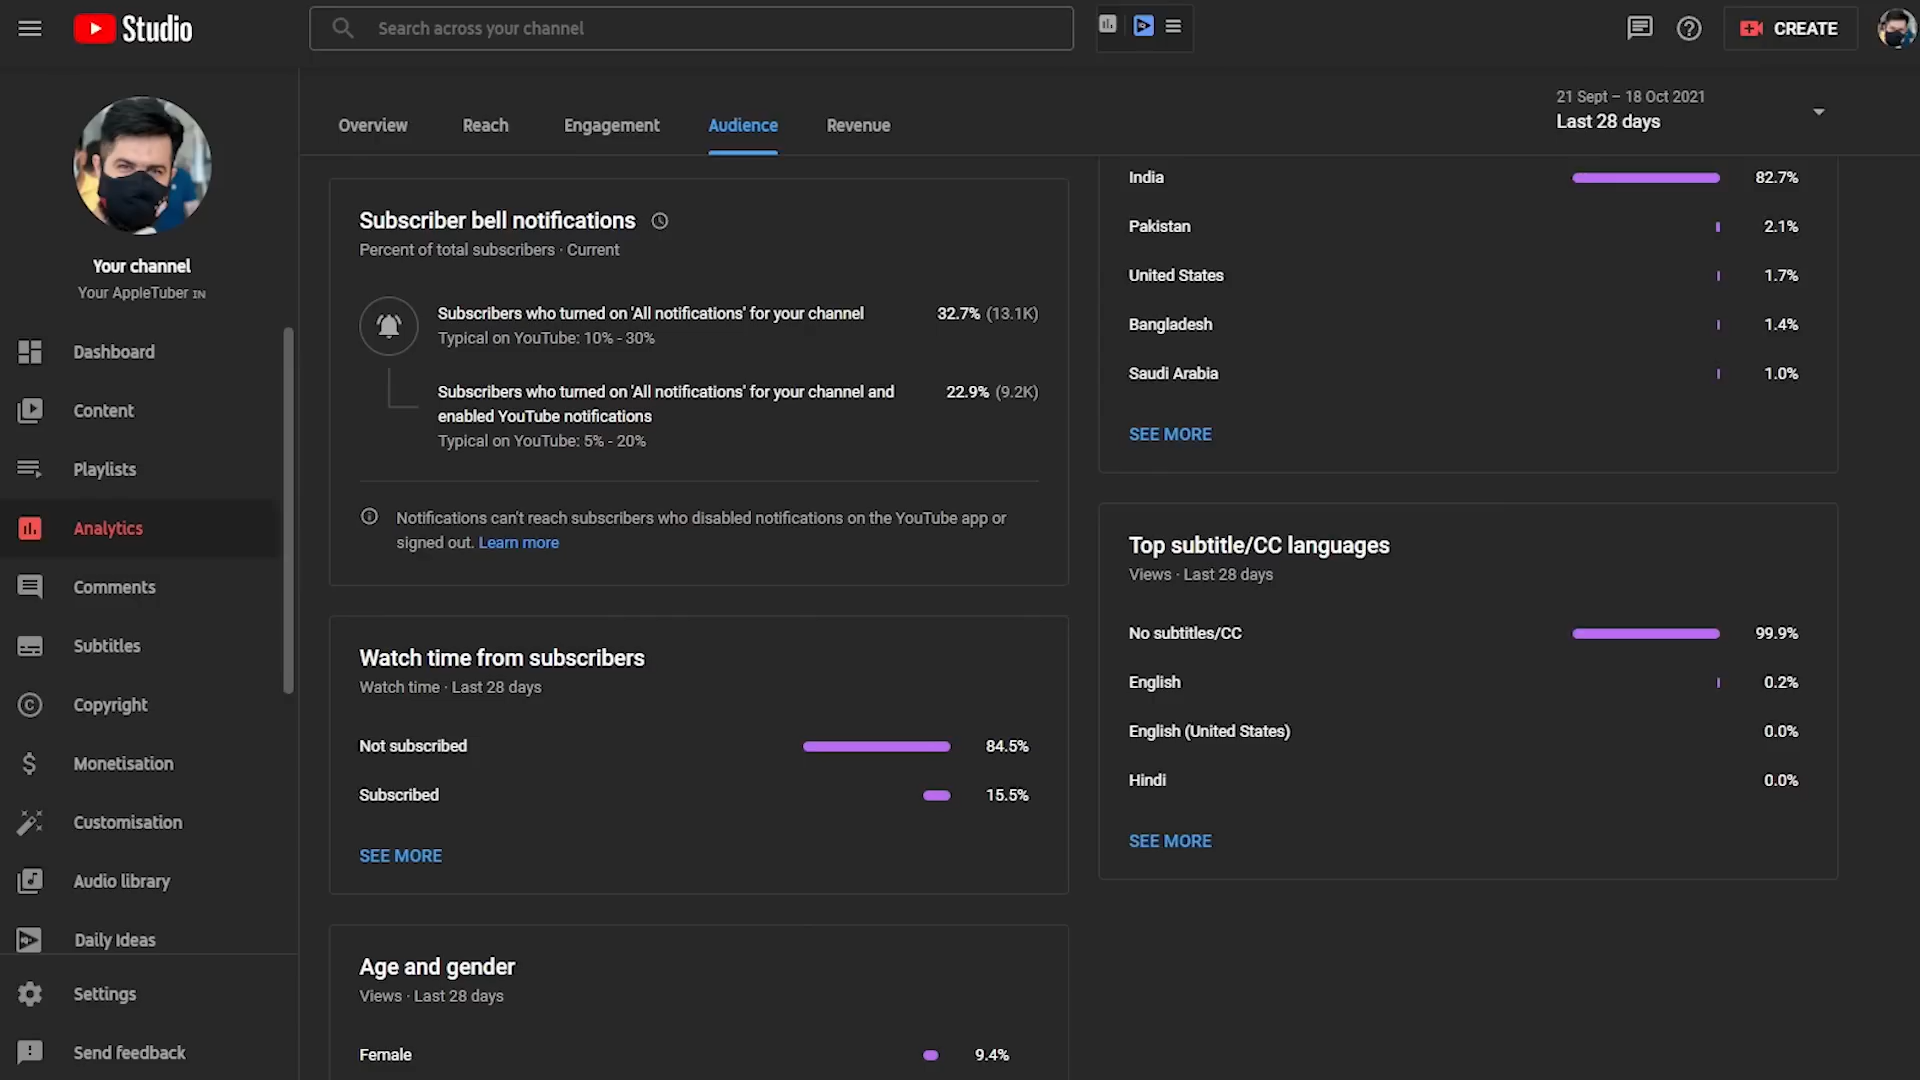 Studio
Search across your channel
CREATE
Your channel
Your AppleTuber IN
Dashboard
Content
Playlists
Analytics
Comments
Subtitles
Copyright
Monetisation
Customisation
Audio library
Daily Ideas
Settings
Send feedback
Overview
Reach
Engagement
Audience
Revenue
21 Sept – 18 Oct 2021
Last 28 days
Subscriber bell notifications
Percent of total subscribers · Current
Subscribers who turned on 'All notifications' for your channel 32.7% (13.1K)
Typical on YouTube: 10% - 30%
Subscribers who turned on 'All notifications' for your channel and 22.9% (9.2K)
enabled YouTube notifications
Typical on YouTube: 5% - 20%
Notifications can't reach subscribers who disabled notifications on the YouTube app or
signed out. Learn more
Watch time from subscribers
Watch time · Last 28 days
Not subscribed 84.5%
Subscribed 15.5%
SEE MORE
Age and gender
Views · Last 28 days
Female 9.4%
India 82.7%
Pakistan 2.1%
United States 1.7%
Bangladesh 1.4%
Saudi Arabia 1.0%
SEE MORE
Top subtitle/CC languages
Views · Last 28 days
No subtitles/CC 99.9%
English 0.2%
English (United States) 0.0%
Hindi 0.0%
SEE MORE